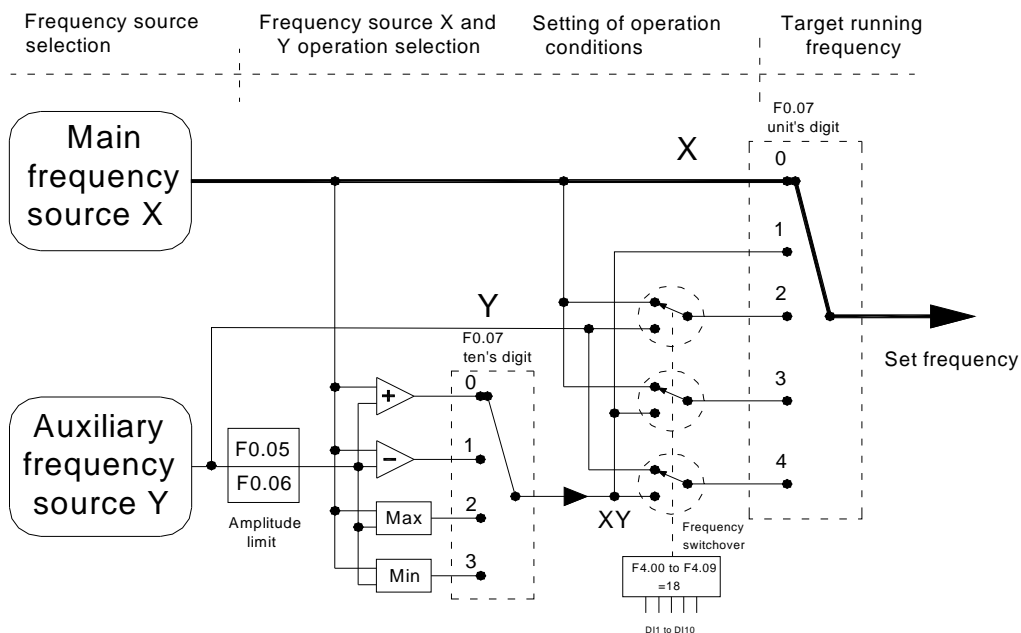 Frequency source
selection
Frequency source X and
Y operation selection
Setting of operation
conditions
Target running
frequency
F0.07
unit's digit
Main
frequency
source X
X
0
1
2
3
4
Set frequency
Y
F0.07
ten's digit
0
1
2
3
+
−
Max
Min
Auxiliary
frequency
source Y
F0.05
F0.06
Amplitude
limit
XY
Frequency
switchover
F4.00 to F4.09
=18
DI1 to DI10